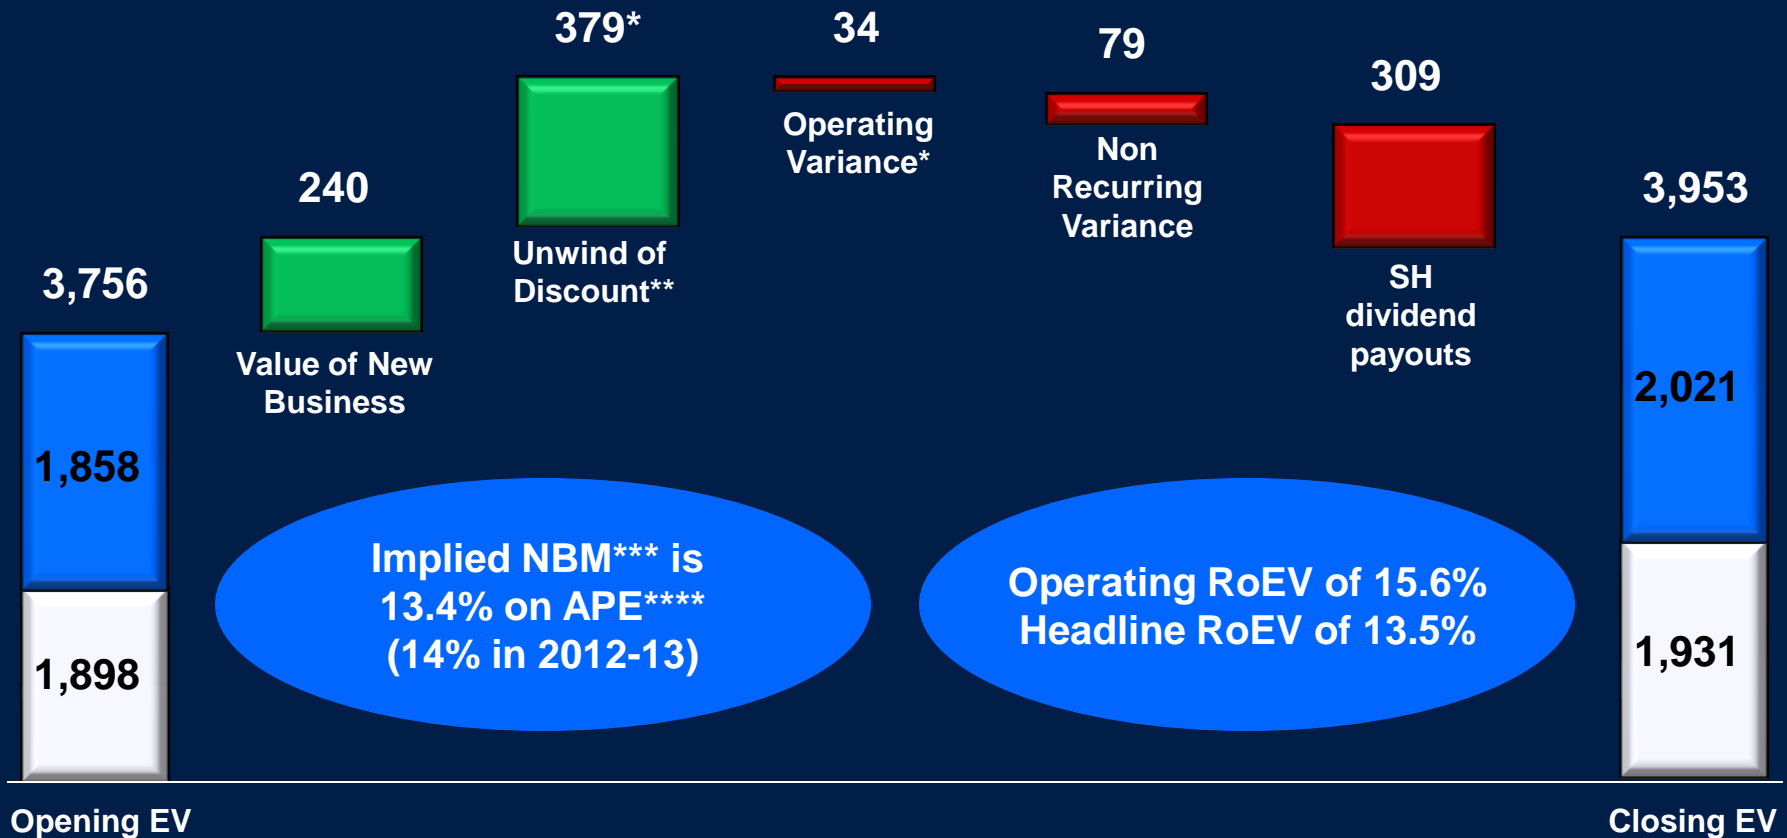 3,756
1,858
1,898
Opening EV
240
Value of New
Business
379*
Unwind of
Discount**
34
Operating
Variance*
79
Non
Recurring
Variance
309
SH
dividend
payouts
3,953
2,021
1,931
Closing EV
Implied NBM*** is
13.4% on APE****
(14% in 2012-13)
Operating RoEV of 15.6%
Headline RoEV of 13.5%